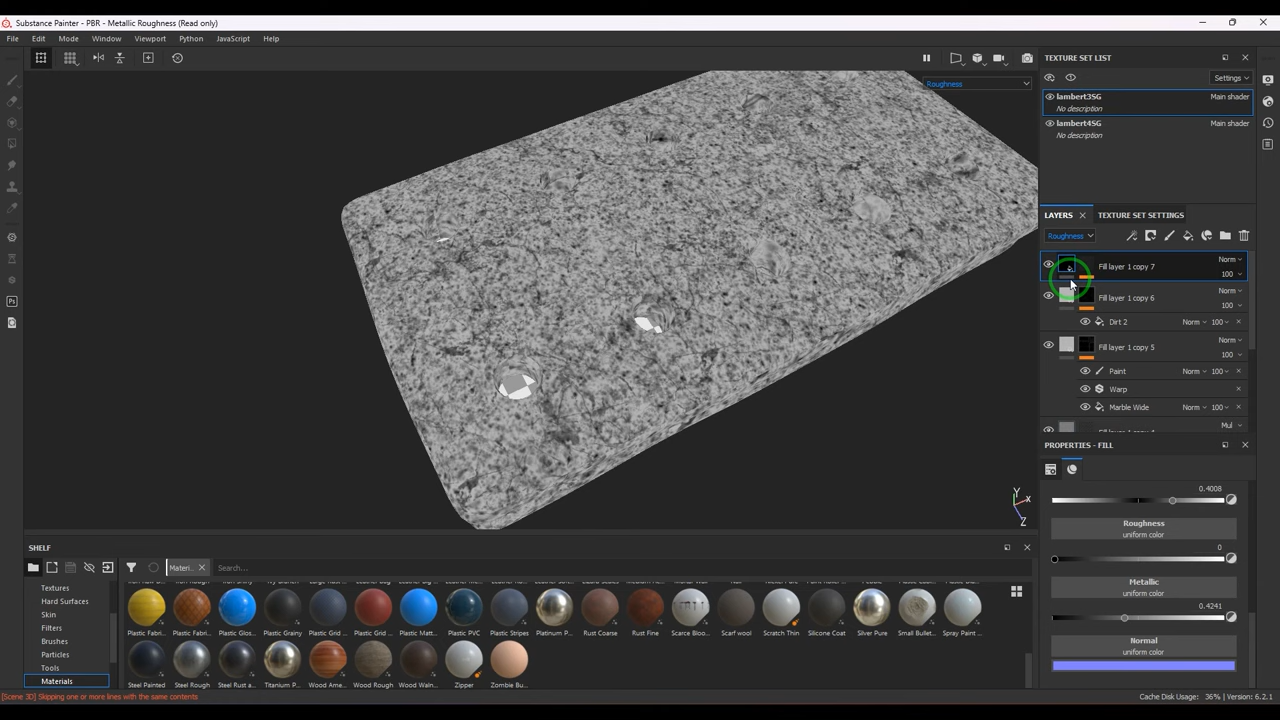 Substance Painter - PBR - Metallic Roughness (Read only)
File Edit Mode Window Viewport Python JavaScript Help
Roughness
TEXTURE SET LIST
Settings
lambert3SG Main shader
No description
lambert4SG Main shader
No description
LAYERS TEXTURE SET SETTINGS
Roughness
Fill layer 1 copy 7 Norm 100
Fill layer 1 copy 6 Norm 100
Dirt 2 Norm 100
Fill layer 1 copy 5 Norm 100
Paint Norm 100
Warp
Marble Wide Norm 100
Mul
PROPERTIES - FILL
0.4008
Roughness
uniform color
0
Metallic
uniform color
0.4241
Normal
uniform color
Y
X
Z
SHELF
Materi... Search...
Textures
Hard Surfaces
Skin
Filters
Brushes
Particles
Tools
Materials
Plastic Fabri... Plastic Fabri... Plastic Glos... Plastic Grainy Plastic Grid ... Plastic Grid ... Plastic Matt... Plastic PVC Plastic Stripes Platinum P... Rust Coarse Rust Fine Scarce Bloo... Scarf wool Scratch Thin Silicone Coat Silver Pure Small Bullet... Spray Paint ...
Steel Painted Steel Rough Steel Rust a... Titanium P... Wood Ame... Wood Rough Wood Waln... Zipper Zombie Bu...
[Scene 3D] Skipping one or more lines with the same contents
Cache Disk Usage: 36% | Version: 6.2.1